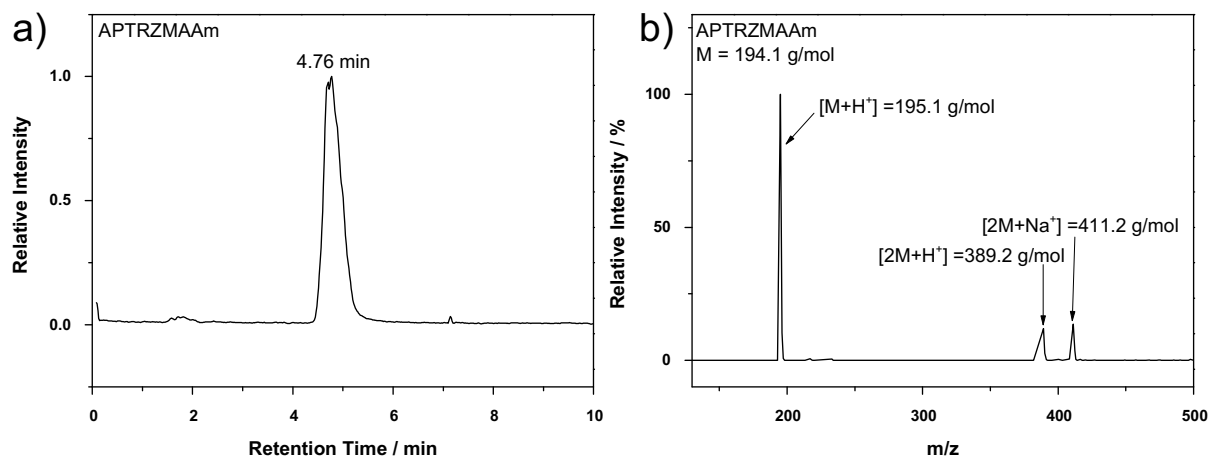 a)
APTRZMAAm
4.76 min
1.0
0.5
0.0
Relative Intensity
0 2 4 6 8 10
Retention Time / min
b)
APTRZMAAm
M = 194.1 g/mol
[M+H⁺] =195.1 g/mol
[2M+Na⁺] =411.2 g/mol
[2M+H⁺] =389.2 g/mol
100
50
0
Relative Intensity / %
200 300 400 500
m/z